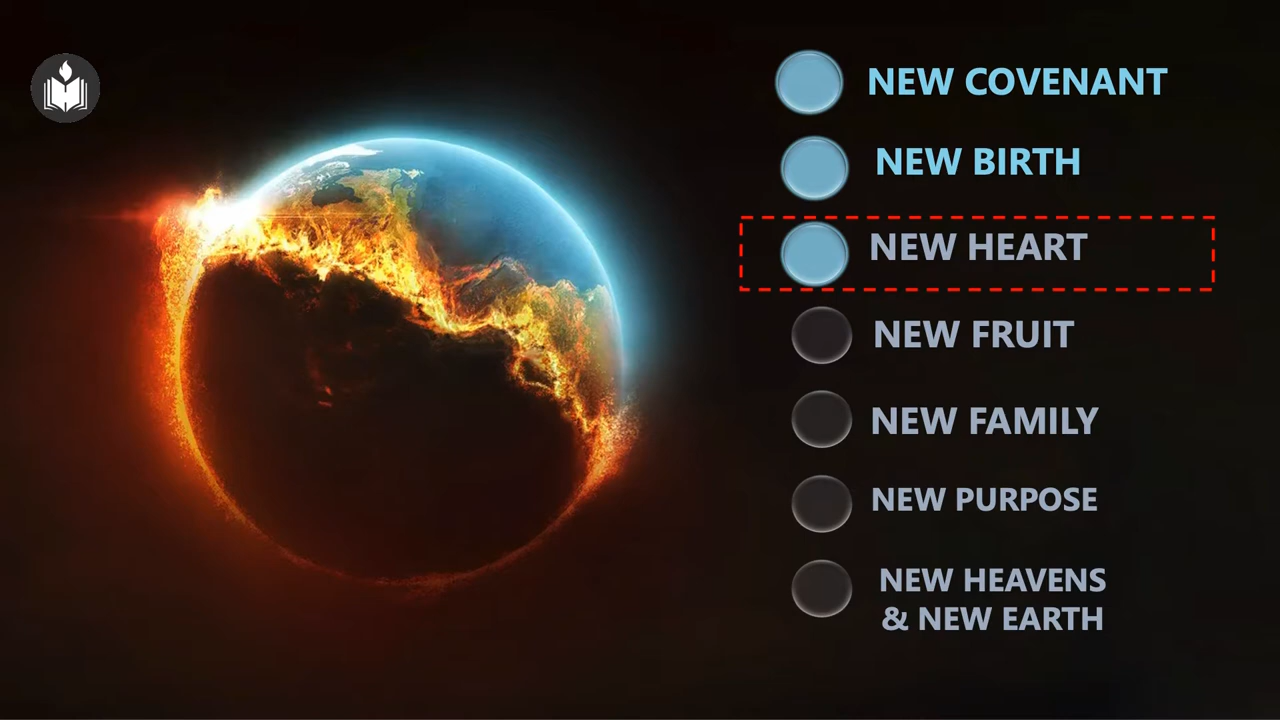 NEW COVENANT
NEW BIRTH
NEW HEART
NEW FRUIT
NEW FAMILY
NEW PURPOSE
NEW HEAVENS
& NEW EARTH